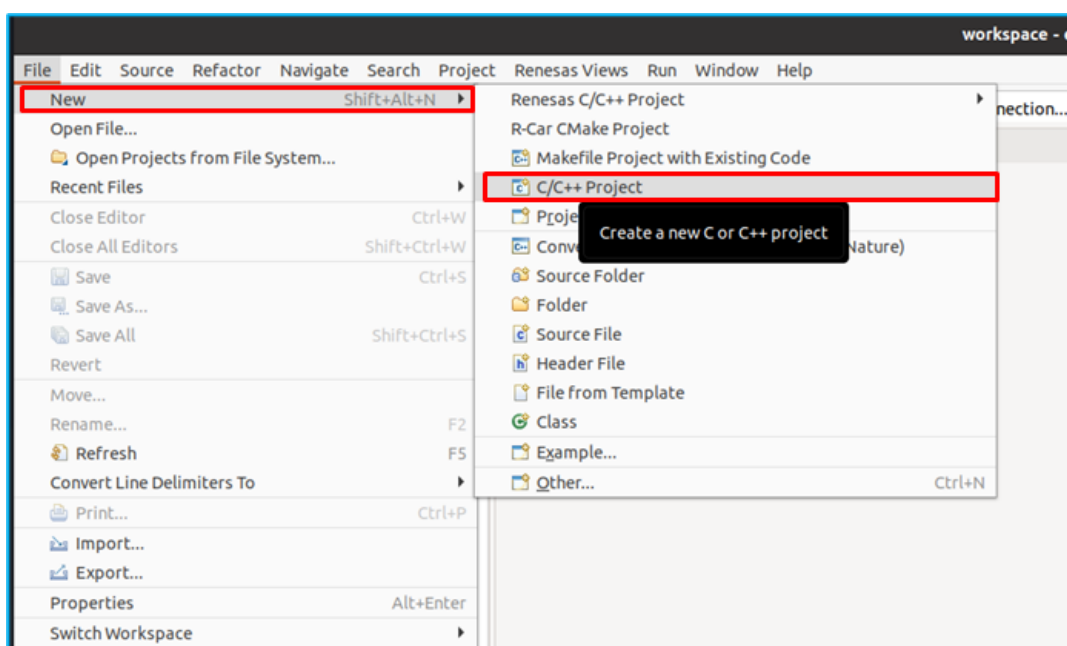 workspace -
File Edit Source Refactor Navigate Search Project Renesas Views Run Window Help
New Shift+Alt+N
Open File...
Open Projects from File System...
Recent Files
Close Editor Ctrl+W
Close All Editors Shift+Ctrl+W
Save Ctrl+S
Save As...
Save All Shift+Ctrl+S
Revert
Move...
Rename... F2
Refresh F5
Convert Line Delimiters To
Print... Ctrl+P
Import...
Export...
Properties Alt+Enter
Switch Workspace
Renesas C/C++ Project
R-Car CMake Project
Makefile Project with Existing Code
C/C++ Project
Proje
Create a new C or C++ project
Conve Nature)
Source Folder
Folder
Source File
Header File
File from Template
Class
Example...
Other... Ctrl+N
nection...